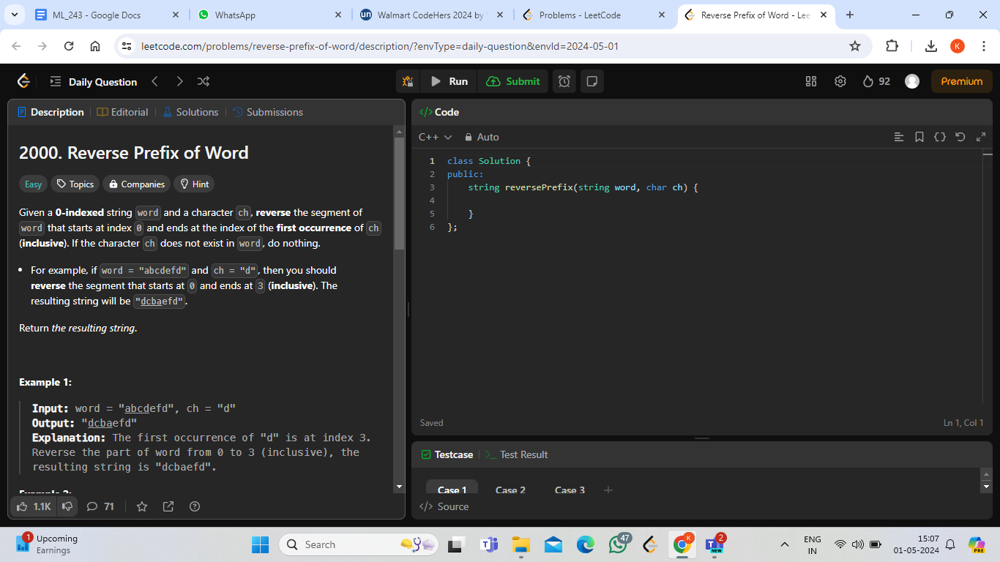 ML_243 - Google Docs
WhatsApp
un Walmart CodeHers 2024 by
Problems - LeetCode
Reverse Prefix of Word - Lee
leetcode.com/problems/reverse-prefix-of-word/description/?envType=daily-question&envId=2024-05-01
K
Daily Question
Run
Submit
92
Premium
Description
Editorial
Solutions
Submissions
2000. Reverse Prefix of Word
Easy
Topics
Companies
Hint
Given a 0-indexed string word and a character ch, reverse the segment of
word that starts at index 0 and ends at the index of the first occurrence of ch
(inclusive). If the character ch does not exist in word, do nothing.
• For example, if word = "abcdefd" and ch = "d", then you should
reverse the segment that starts at 0 and ends at 3 (inclusive). The
resulting string will be "dcbaefd".
Return the resulting string.
Example 1:
Input: word = "abcdefd", ch = "d"
Output: "dcbaefd"
Explanation: The first occurrence of "d" is at index 3.
Reverse the part of word from 0 to 3 (inclusive), the
resulting string is "dcbaefd".
1.1K
71
</> Code
C++
Auto
1 class Solution {
2 public:
3 string reversePrefix(string word, char ch) {
4
5 }
6 };
Saved
Ln 1, Col 1
Testcase
>_ Test Result
Case 1
Case 2
Case 3
+
</> Source
1
Upcoming
Earnings
Search
47
K
2
NEW
ENG
IN
15:07
01-05-2024
PRE